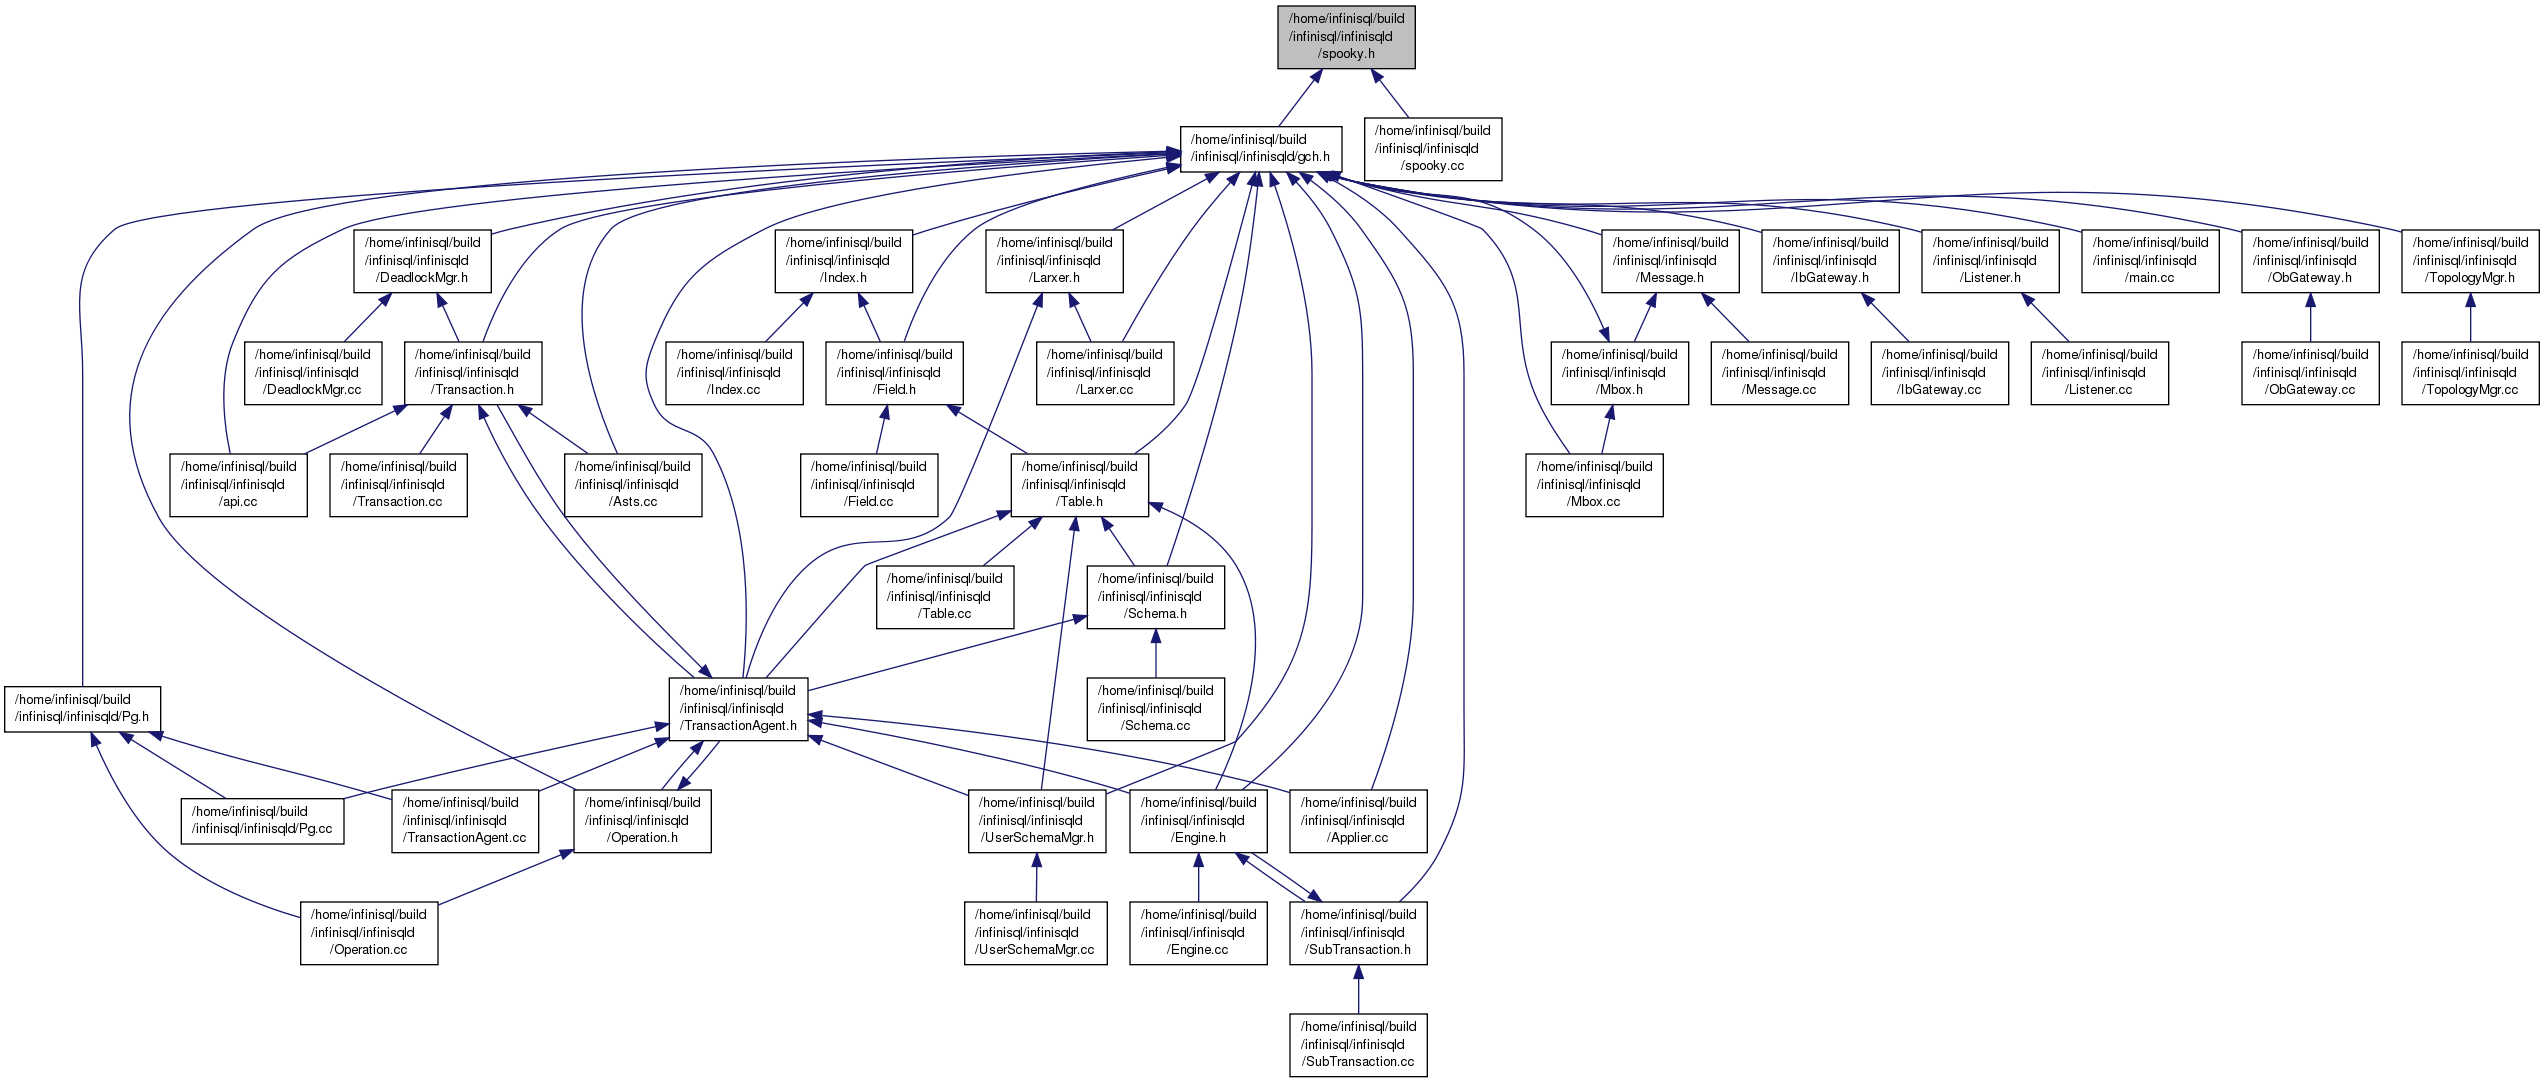 /home/infinisql/build
/infinisql/infinisqld
/spooky.h
/home/infinisql/build
/infinisql/infinisqld/gch.h
/home/infinisql/build
/infinisql/infinisqld
/spooky.cc
/home/infinisql/build
/infinisql/infinisqld
/DeadlockMgr.h
/home/infinisql/build
/infinisql/infinisqld
/Index.h
/home/infinisql/build
/infinisql/infinisqld
/Larxer.h
/home/infinisql/build
/infinisql/infinisqld
/Message.h
/home/infinisql/build
/infinisql/infinisqld
/IbGateway.h
/home/infinisql/build
/infinisql/infinisqld
/Listener.h
/home/infinisql/build
/infinisql/infinisqld
/main.cc
/home/infinisql/build
/infinisql/infinisqld
/ObGateway.h
/home/infinisql/build
/infinisql/infinisqld
/TopologyMgr.h
/home/infinisql/build
/infinisql/infinisqld
/DeadlockMgr.cc
/home/infinisql/build
/infinisql/infinisqld
/Transaction.h
/home/infinisql/build
/infinisql/infinisqld
/Index.cc
/home/infinisql/build
/infinisql/infinisqld
/Field.h
/home/infinisql/build
/infinisql/infinisqld
/Larxer.cc
/home/infinisql/build
/infinisql/infinisqld
/Mbox.h
/home/infinisql/build
/infinisql/infinisqld
/Message.cc
/home/infinisql/build
/infinisql/infinisqld
/IbGateway.cc
/home/infinisql/build
/infinisql/infinisqld
/Listener.cc
/home/infinisql/build
/infinisql/infinisqld
/ObGateway.cc
/home/infinisql/build
/infinisql/infinisqld
/TopologyMgr.cc
/home/infinisql/build
/infinisql/infinisqld
/api.cc
/home/infinisql/build
/infinisql/infinisqld
/Transaction.cc
/home/infinisql/build
/infinisql/infinisqld
/Asts.cc
/home/infinisql/build
/infinisql/infinisqld
/Field.cc
/home/infinisql/build
/infinisql/infinisqld
/Table.h
/home/infinisql/build
/infinisql/infinisqld
/Mbox.cc
/home/infinisql/build
/infinisql/infinisqld
/Table.cc
/home/infinisql/build
/infinisql/infinisqld
/Schema.h
/home/infinisql/build
/infinisql/infinisqld/Pg.h
/home/infinisql/build
/infinisql/infinisqld
/TransactionAgent.h
/home/infinisql/build
/infinisql/infinisqld
/Schema.cc
/home/infinisql/build
/infinisql/infinisqld/Pg.cc
/home/infinisql/build
/infinisql/infinisqld
/TransactionAgent.cc
/home/infinisql/build
/infinisql/infinisqld
/Operation.h
/home/infinisql/build
/infinisql/infinisqld
/UserSchemaMgr.h
/home/infinisql/build
/infinisql/infinisqld
/Engine.h
/home/infinisql/build
/infinisql/infinisqld
/Applier.cc
/home/infinisql/build
/infinisql/infinisqld
/Operation.cc
/home/infinisql/build
/infinisql/infinisqld
/UserSchemaMgr.cc
/home/infinisql/build
/infinisql/infinisqld
/Engine.cc
/home/infinisql/build
/infinisql/infinisqld
/SubTransaction.h
/home/infinisql/build
/infinisql/infinisqld
/SubTransaction.cc